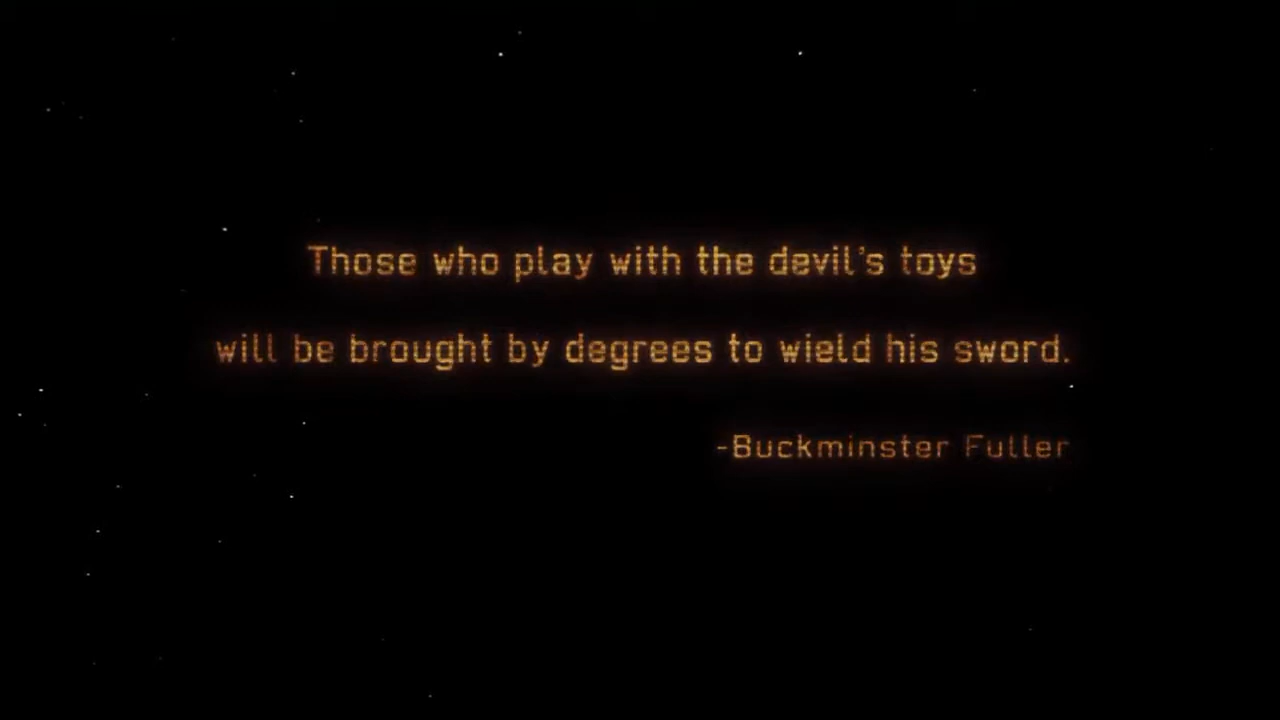 Those who play with the devil's toys
will be brought by degrees to wield his sword.
-Buckminster Fuller